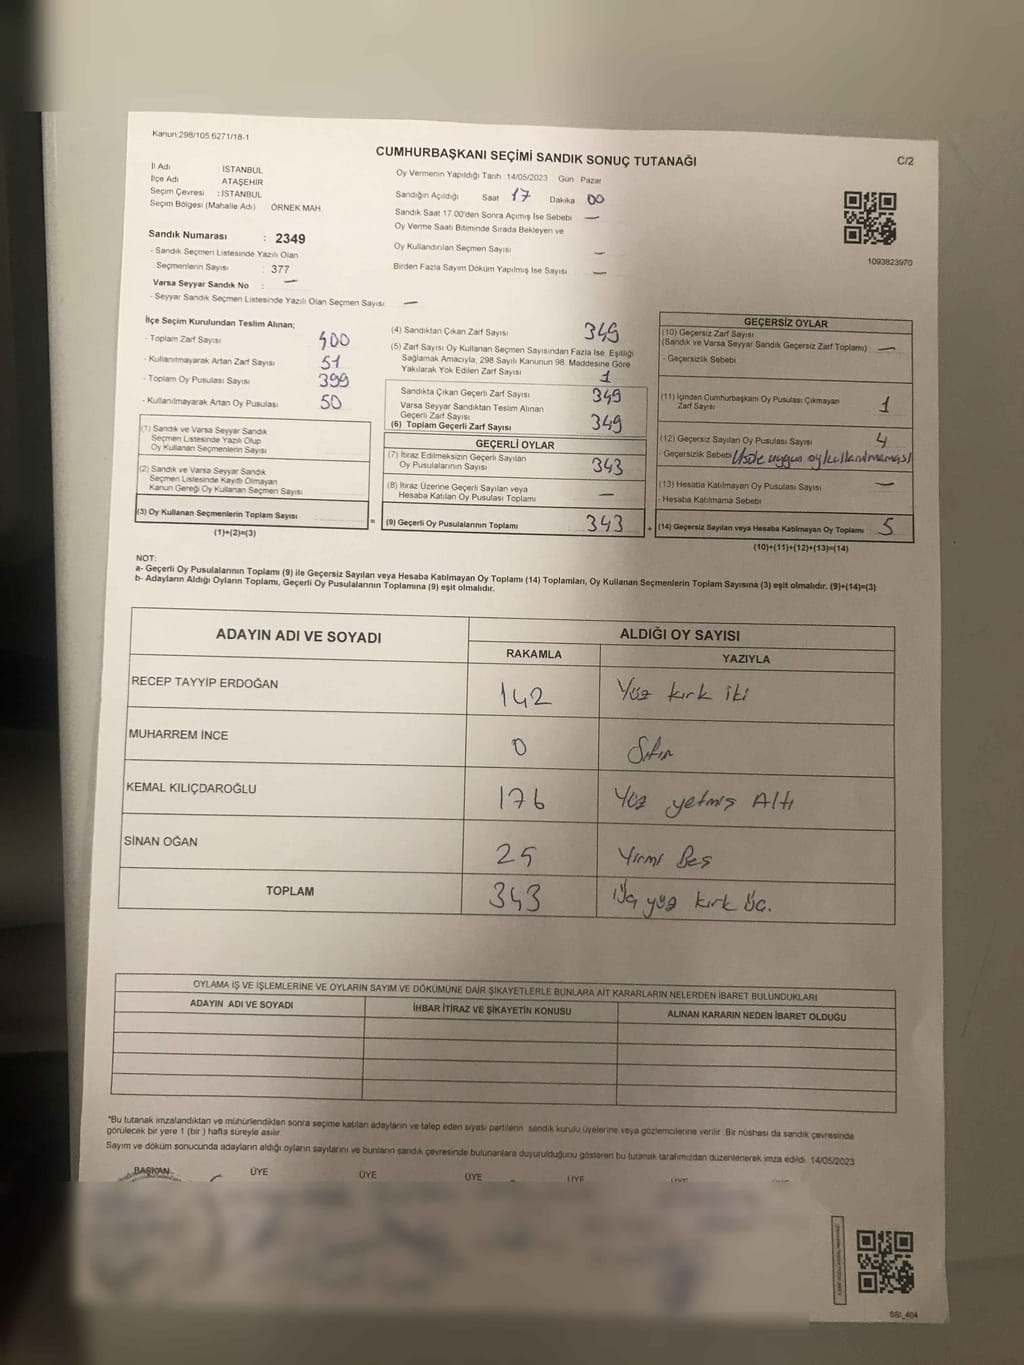 Kanun:298/105,6271/18-1
CUMHURBAŞKANI SEÇİMİ SANDIK SONUÇ TUTANAĞI
C/2
İl Adı İSTANBUL
İlçe Adı ATAŞEHİR
Seçim Çevresi : İSTANBUL
Seçim Bölgesi (Mahalle Adı) ÖRNEK MAH
Sandık Numarası : 2349
- Sandık Seçmen Listesinde Yazılı Olan
Seçmenlerin Sayısı : 377
Varsa Seyyar Sandık No : —
- Seyyar Sandık Seçmen Listesinde Yazılı Olan Seçmen Sayısı: —
Oy Vermenin Yapıldığı Tarih :14/05/2023 Gün Pazar
Sandığın Açıldığı Saat 17 Dakika 00
Sandık Saat 17.00'den Sonra Açımış İse Sebebi —
Oy Verme Saati Bitiminde Sırada Bekleyen ve
Oy Kullandırılan Seçmen Sayısı —
Birden Fazla Sayım Döküm Yapılmış İse Sayısı —
1093823970
İlçe Seçim Kurulundan Teslim Alınan;
- Toplam Zarf Sayısı 400
- Kullanılmayarak Artan Zarf Sayısı 51
- Toplam Oy Pusulası Sayısı 399
- Kullanılmayarak Artan Oy Pusulası 50
(1) Sandık ve Varsa Seyyar Sandık
Seçmen Listesinde Yazılı Olup
Oy Kullanan Seçmenlerin Sayısı
(2) Sandık ve Varsa Seyyar Sandık
Seçmen Listesinde Kayıtlı Olmayan
Kanun Gereği Oy Kullanan Seçmen Sayısı
(3) Oy Kullanan Seçmenlerin Toplam Sayısı
(1)+(2)=(3)
=
(4) Sandıktan Çıkan Zarf Sayısı 349
(5) Zarf Sayısı Oy Kullanan Seçmen Sayısından Fazla İse, Eşitliği
Sağlamak Amacıyla, 298 Sayılı Kanunun 98. Maddesine Göre
Yakılarak Yok Edilen Zarf Sayısı 1
Sandıkta Çıkan Geçerli Zarf Sayısı 349
Varsa Seyyar Sandıktan Teslim Alınan
Geçerli Zarf Sayısı
(6) Toplam Geçerli Zarf Sayısı 349
GEÇERLİ OYLAR
(7) İtiraz Edilmeksizin Geçerli Sayılan
Oy Pusulalarının Sayısı 343
(8) İtiraz Üzerine Geçerli Sayılan veya
Hesaba Katılan Oy Pusulası Toplamı —
(9) Geçerli Oy Pusulalarının Toplamı 343
+
GEÇERSİZ OYLAR
(10) Geçersiz Zarf Sayısı
(Sandık ve Varsa Seyyar Sandık Geçersiz Zarf Toplamı) —
- Geçersizlik Sebebi
(11) İçinden Cumhurbaşkanı Oy Pusulası Çıkmayan
Zarf Sayısı 1
(12) Geçersiz Sayılan Oy Pusulası Sayısı 4
- Geçersizlik Sebebi Usüle uygun oy kullanılmaması
(13) Hesaba Katılmayan Oy Pusulası Sayısı —
- Hesaba Katılmama Sebebi
(14) Geçersiz Sayılan veya Hesaba Katılmayan Oy Toplamı 5
(10)+(11)+(12)+(13)=(14)
NOT:
a- Geçerli Oy Pusulalarının Toplamı (9) ile Geçersiz Sayılan veya Hesaba Katılmayan Oy Toplamı (14) Toplamları, Oy Kullanan Seçmenlerin Toplam Sayısına (3) eşit olmalıdır. (9)+(14)=(3)
b- Adayların Aldığı Oyların Toplamı, Geçerli Oy Pusulalarının Toplamına (9) eşit olmalıdır.
ADAYIN ADI VE SOYADI ALDIĞI OY SAYISI
RAKAMLA YAZIYLA
RECEP TAYYİP ERDOĞAN 142 Yüz kırk iki
MUHARREM İNCE 0 Sıfır
KEMAL KILIÇDAROĞLU 176 Yüz yetmiş Altı
SİNAN OĞAN 25 Yirmi Beş
TOPLAM 343 Üç yüz kırk Üç.
OYLAMA İŞ VE İŞLEMLERİNE VE OYLARIN SAYIM VE DÖKÜMÜNE DAİR ŞİKAYETLERLE BUNLARA AİT KARARLARIN NELERDEN İBARET BULUNDUKLARI
ADAYIN ADI VE SOYADI İHBAR İTİRAZ VE ŞİKAYETİN KONUSU ALINAN KARARIN NEDEN İBARET OLDUĞU
*Bu tutanak imzalandıktan ve mühürlendikten sonra seçime katılan adayların ve talep eden siyasi partilerin sandık kurulu üyelerine veya gözlemcilerine verilir. Bir nüshası da sandık çevresinde
görülecek bir yere 1 (bir ) hafta süreyle asılır.
Sayım ve döküm sonucunda adayların aldığı oyların sayılarını ve bunların sandık çevresinde bulunanlara duyurulduğunu gösteren bu tutanak tarafımızdan düzenlenerek imza edildi. 14/05/2023
BAŞKAN ÜYE ÜYE ÜYE ÜYE
SSI_404